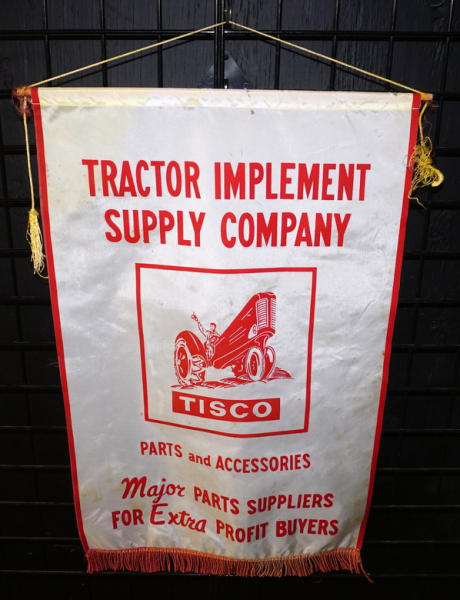 TRACTOR IMPLEMENT
SUPPLY COMPANY
TISCO
PARTS and ACCESSORIES
Major PARTS SUPPLIERS
FOR Extra PROFIT BUYERS